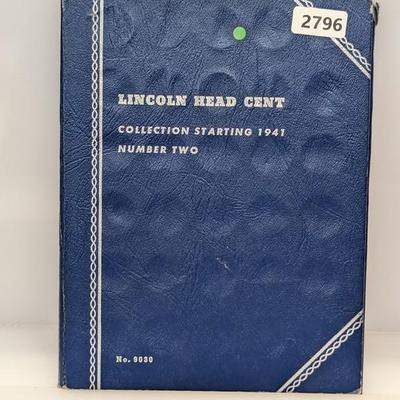 2796
LINCOLN HEAD CENT
COLLECTION STARTING 1941
NUMBER TWO
No. 9030